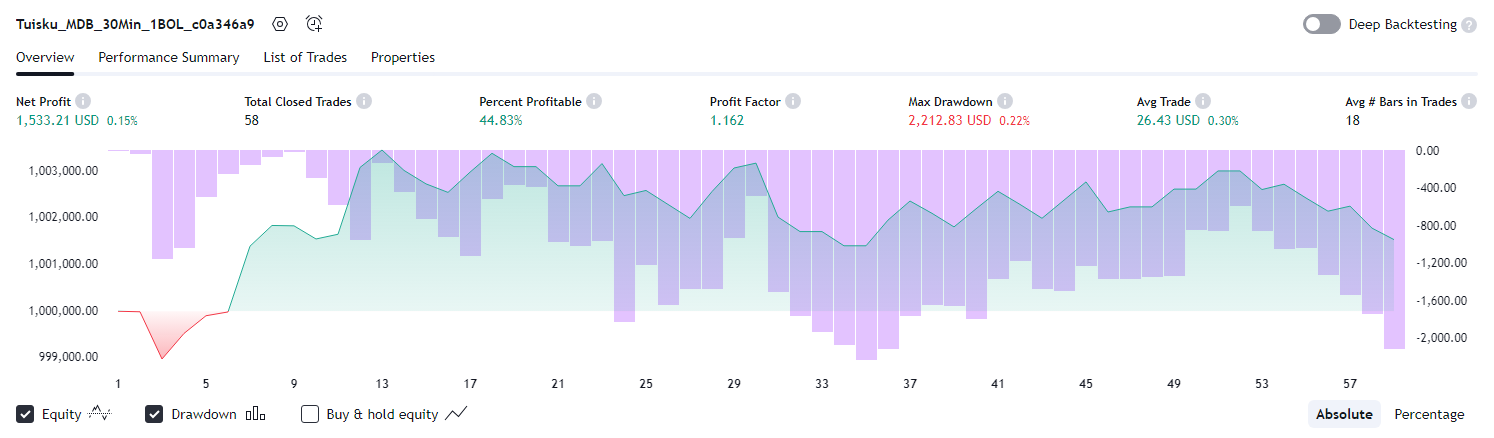 Tuisku_MDB_30Min_1BOL_c0a346a9
Deep Backtesting ?
Overview Performance Summary List of Trades Properties
Net Profit i Total Closed Trades i Percent Profitable i Profit Factor i Max Drawdown i Avg Trade i Avg # Bars in Trades i
1,533.21 USD 0.15% 58 44.83% 1.162 2,212.83 USD 0.22% 26.43 USD 0.30% 18
0.00
1,003,000.00
-400.00
1,002,000.00
-800.00
1,001,000.00
-1,200.00
-1,600.00
1,000,000.00
-2,000.00
999,000.00
1 5 9 13 17 21 25 29 33 37 41 45 49 53 57
Equity Drawdown Buy & hold equity Absolute Percentage